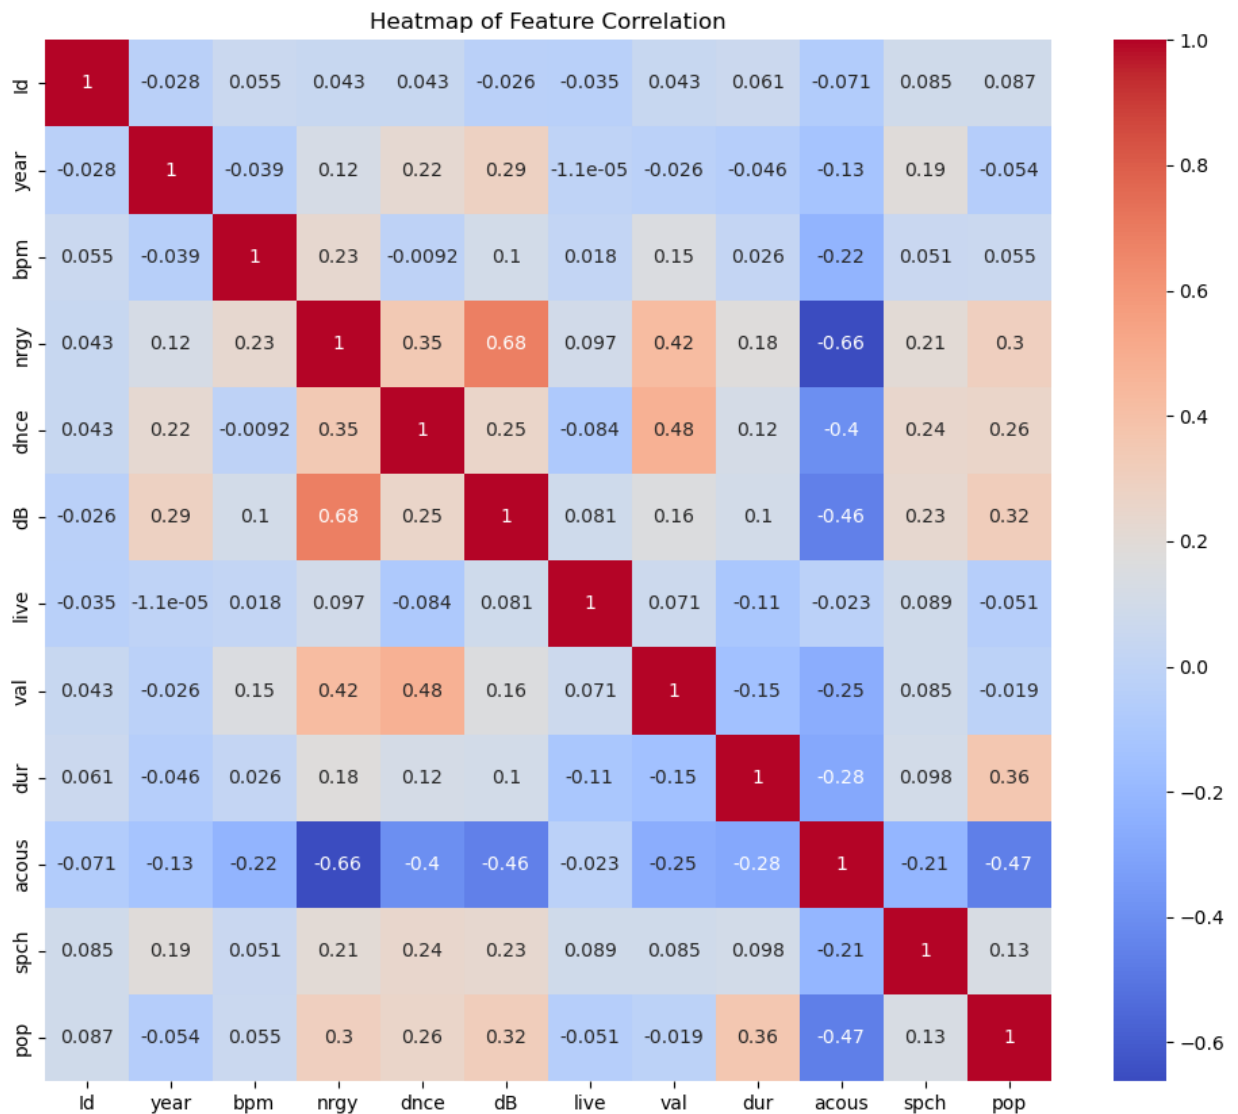 Heatmap of Feature Correlation
Id 1 -0.028 0.055 0.043 0.043 -0.026 -0.035 0.043 0.061 -0.071 0.085 0.087
year -0.028 1 -0.039 0.12 0.22 0.29 -1.1e-05 -0.026 -0.046 -0.13 0.19 -0.054
bpm 0.055 -0.039 1 0.23 -0.0092 0.1 0.018 0.15 0.026 -0.22 0.051 0.055
nrgy 0.043 0.12 0.23 1 0.35 0.68 0.097 0.42 0.18 -0.66 0.21 0.3
dnce 0.043 0.22 -0.0092 0.35 1 0.25 -0.084 0.48 0.12 -0.4 0.24 0.26
dB -0.026 0.29 0.1 0.68 0.25 1 0.081 0.16 0.1 -0.46 0.23 0.32
live -0.035 -1.1e-05 0.018 0.097 -0.084 0.081 1 0.071 -0.11 -0.023 0.089 -0.051
val 0.043 -0.026 0.15 0.42 0.48 0.16 0.071 1 -0.15 -0.25 0.085 -0.019
dur 0.061 -0.046 0.026 0.18 0.12 0.1 -0.11 -0.15 1 -0.28 0.098 0.36
acous -0.071 -0.13 -0.22 -0.66 -0.4 -0.46 -0.023 -0.25 -0.28 1 -0.21 -0.47
spch 0.085 0.19 0.051 0.21 0.24 0.23 0.089 0.085 0.098 -0.21 1 0.13
pop 0.087 -0.054 0.055 0.3 0.26 0.32 -0.051 -0.019 0.36 -0.47 0.13 1
Id year bpm nrgy dnce dB live val dur acous spch pop
1.0
0.8
0.6
0.4
0.2
0.0
−0.2
−0.4
−0.6